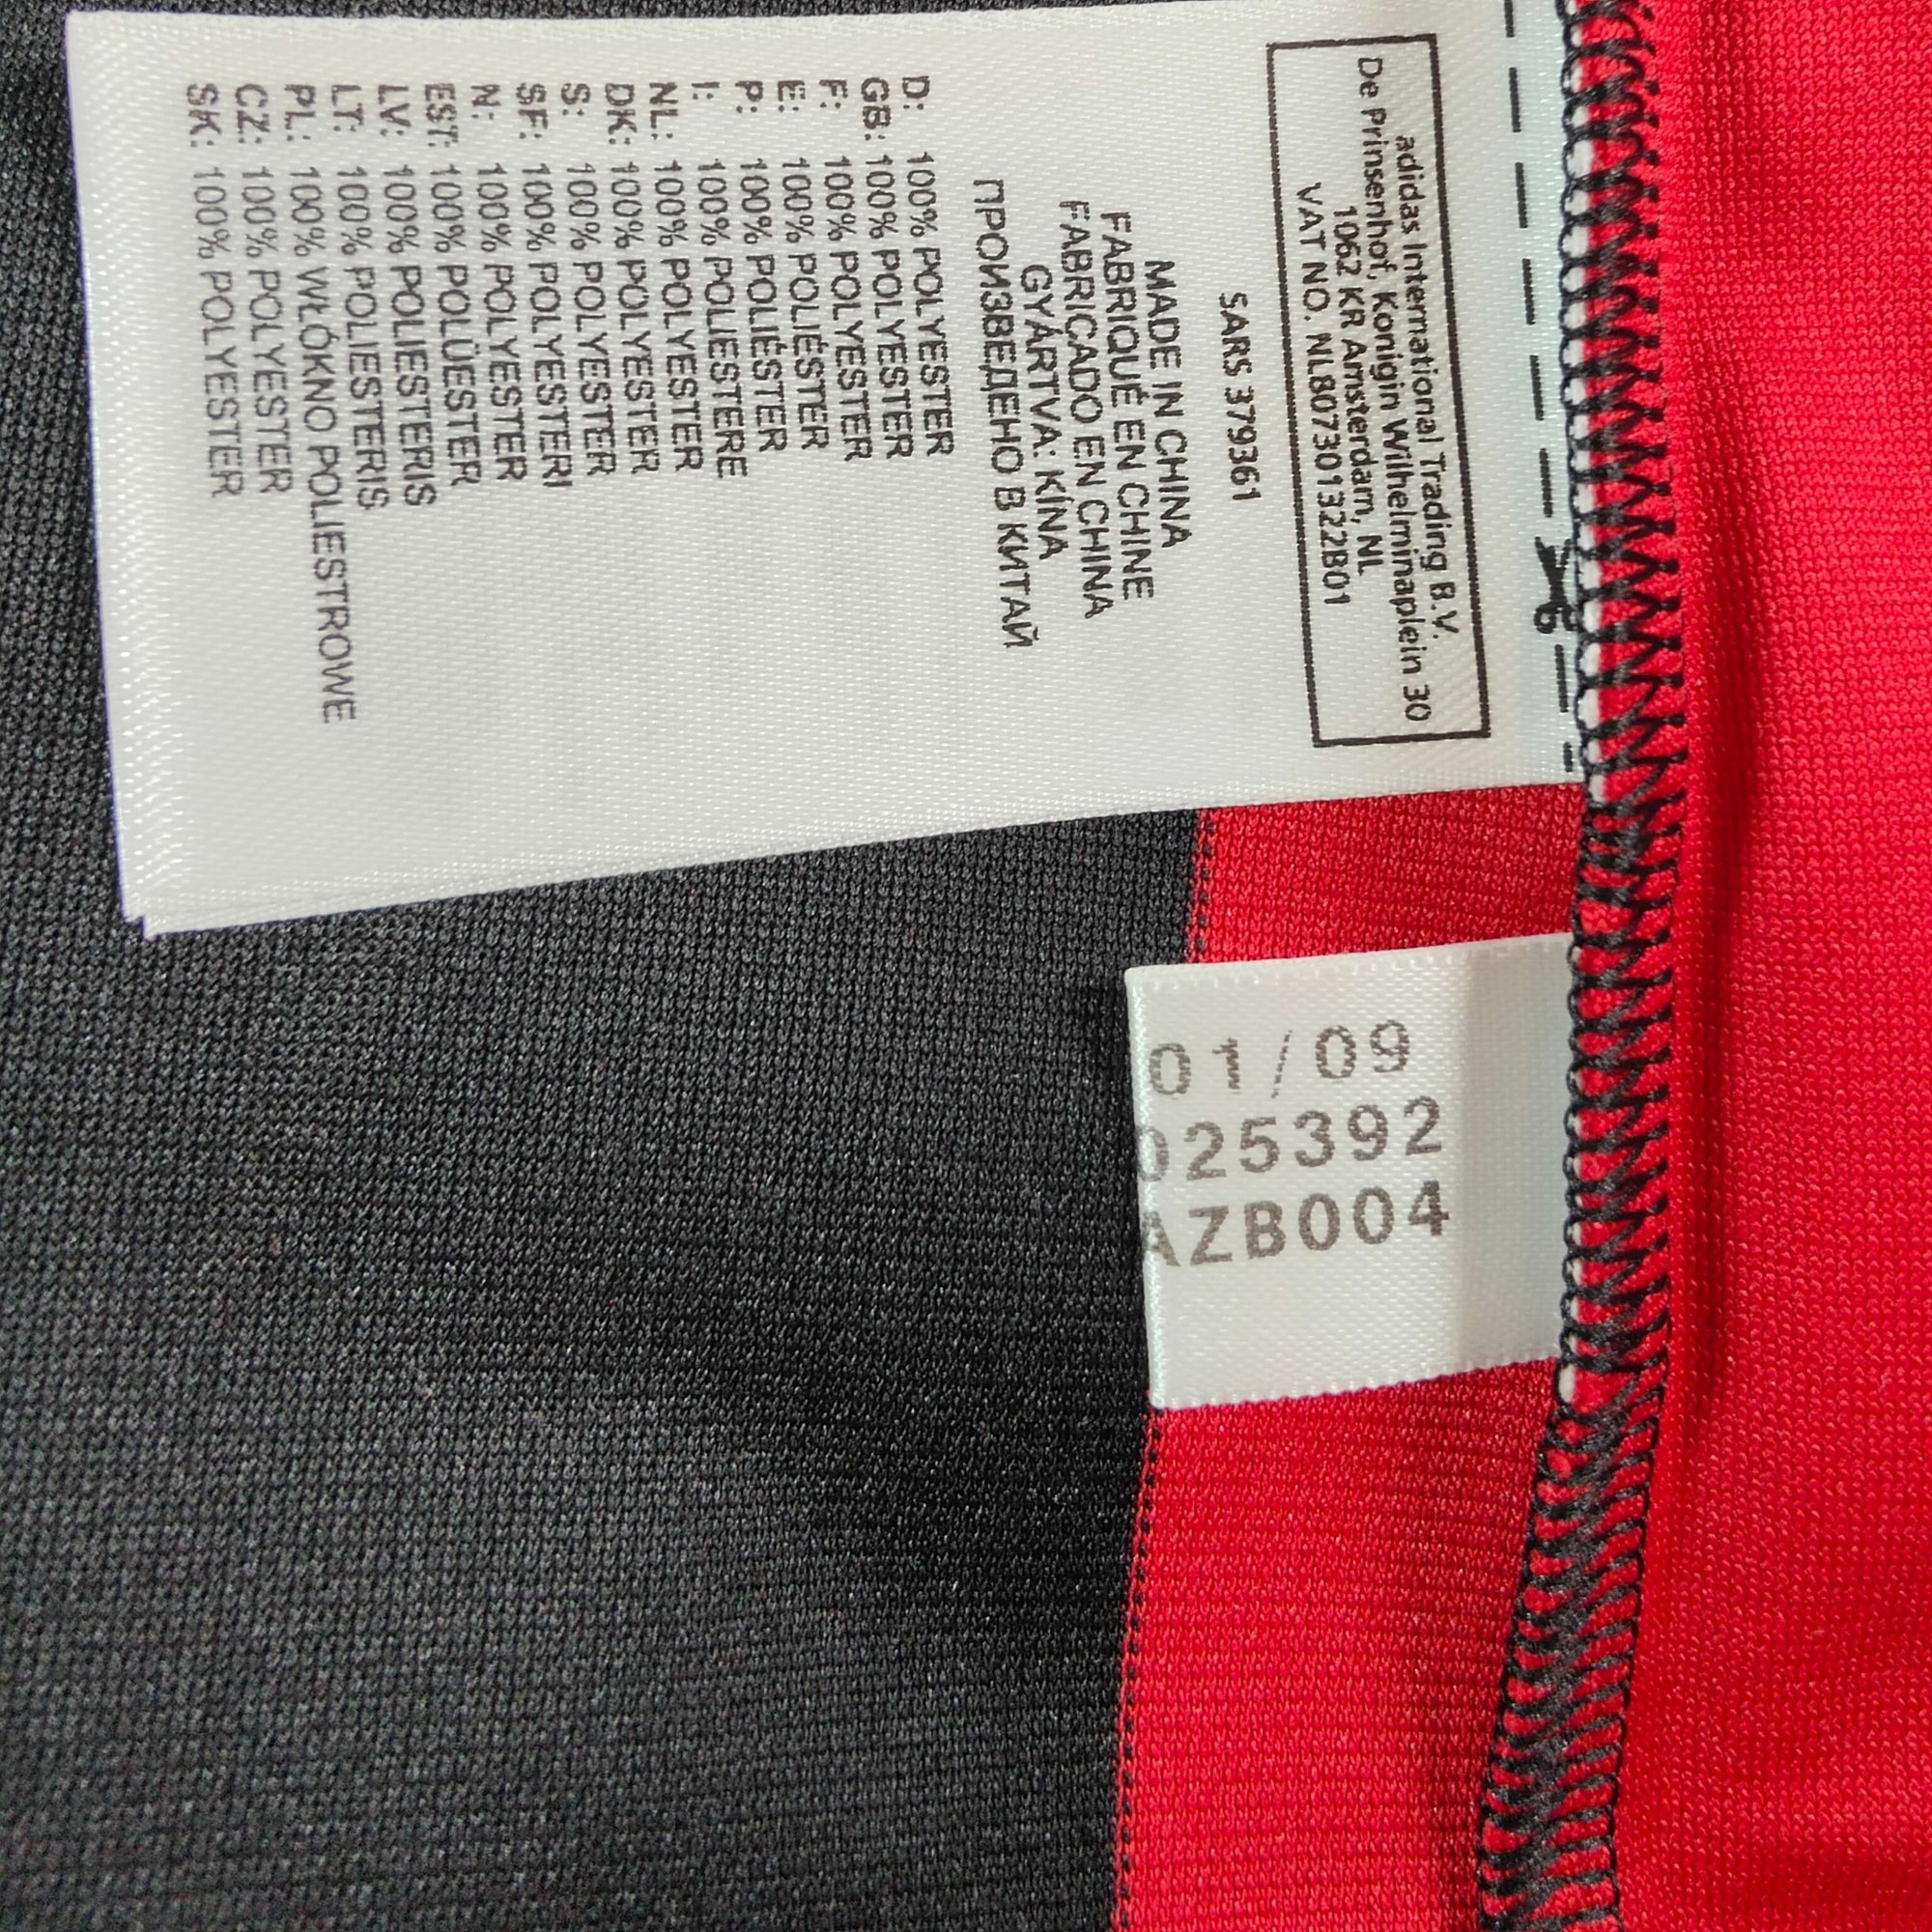 adidas International Trading B.V.
De Prinsenhof, Konigin Wilhelminaplein 30
1062 KR Amsterdam, NL
VAT NO. NL807301322B01
SARS 379361
MADE IN CHINA
FABRIQUÉ EN CHINE
FABRICADO EN CHINA
GYÁRTVA: KÍNA
ПРОИЗВЕДЕНО В КИТАЙ
D: 100% POLYESTER
GB: 100% POLYESTER
F: 100% POLYESTER
E: 100% POLIÉSTER
P: 100% POLIÉSTER
I: 100% POLIESTERE
NL: 100% POLYESTER
DK: 100% POLYESTER
S: 100% POLYESTER
SF: 100% POLYESTERI
N: 100% POLYESTER
EST: 100% POLÜESTER
LV: 100% POLIESTERIS
LT: 100% POLIESTERIS
PL: 100% WŁÓKNO POLIESTROWE
CZ: 100% POLYESTER
SK: 100% POLYESTER
01/09
025392
AZB004